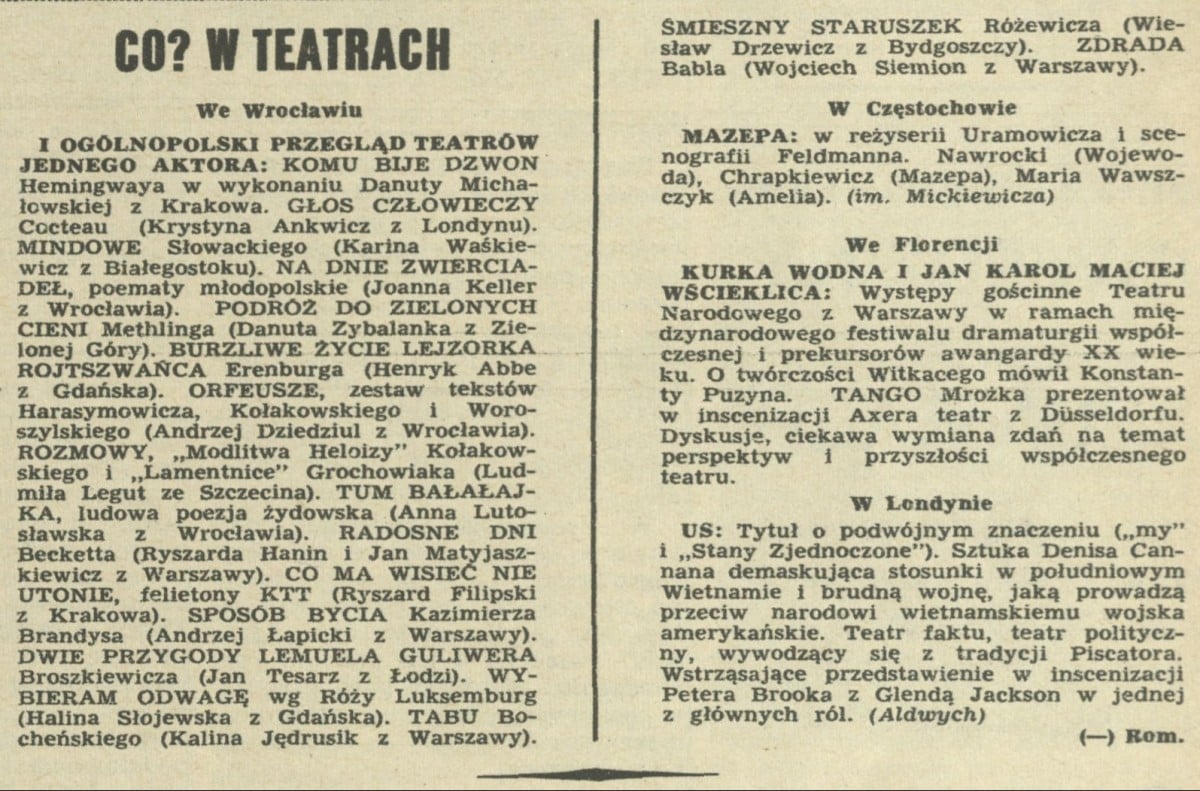 CO? W TEATRACH
We Wrocławiu
I OGÓLNOPOLSKI PRZEGLĄD TEATRÓW
JEDNEGO AKTORA: KOMU BIJE DZWON
Hemingwaya w wykonaniu Danuty Micha-
łowskiej z Krakowa. GŁOS CZŁOWIECZY
Cocteau (Krystyna Ankwicz z Londynu).
MINDOWE Słowackiego (Karina Waśkie-
wicz z Białegostoku). NA DNIE ZWIERCIA-
DEŁ, poematy młodopolskie (Joanna Keller
z Wrocławia). PODRÓŻ DO ZIELONYCH
CIENI Methlinga (Danuta Zybalanka z Zie-
lonej Góry). BURZLIWE ŻYCIE LEJZORKA
ROJTSZWAŃCA Erenburga (Henryk Abbe
z Gdańska). ORFEUSZE, zestaw tekstów
Harasymowicza, Kołakowskiego i Woro-
szylskiego (Andrzej Dziedziul z Wrocławia).
ROZMOWY, „Modlitwa Heloizy” Kołakow-
skiego i „Lamentnice” Grochowiaka (Lud-
miła Legut ze Szczecina). TUM BAŁAŁAJ-
KA, ludowa poezja żydowska (Anna Luto-
sławska z Wrocławia). RADOSNE DNI
Becketta (Ryszarda Hanin i Jan Matyjasz-
kiewicz z Warszawy). CO MA WISIEĆ NIE
UTONIE, felietony KTT (Ryszard Filipski
z Krakowa). SPOSÓB BYCIA Kazimierza
Brandysa (Andrzej Łapicki z Warszawy).
DWIE PRZYGODY LEMUELA GULIWERA
Broszkiewicza (Jan Tesarz z Łodzi). WY-
BIERAM ODWAGĘ wg Róży Luksemburg
(Halina Słojewska z Gdańska). TABU Bo-
cheńskiego (Kalina Jędrusik z Warszawy).
ŚMIESZNY STARUSZEK Różewicza (Wie-
sław Drzewicz z Bydgoszczy). ZDRADA
Babla (Wojciech Siemion z Warszawy).
W Częstochowie
MAZEPA: w reżyserii Uramowicza i sce-
nografii Feldmanna. Nawrocki (Wojewo-
da), Chrapkiewicz (Mazepa), Maria Wawsz-
czyk (Amelia). (im. Mickiewicza)
We Florencji
KURKA WODNA I JAN KAROL MACIEJ
WŚCIEKLICA: Występy gościnne Teatru
Narodowego z Warszawy w ramach mię-
dzynarodowego festiwalu dramaturgii współ-
czesnej i prekursorów awangardy XX wie-
ku. O twórczości Witkacego mówił Konstan-
ty Puzyna. TANGO Mrożka prezentował
w inscenizacji Axera teatr z Düsseldorfu.
Dyskusje, ciekawa wymiana zdań na temat
perspektyw i przyszłości współczesnego
teatru.
W Londynie
US: Tytuł o podwójnym znaczeniu („my”
i „Stany Zjednoczone”). Sztuka Denisa Can-
nana demaskująca stosunki w południowym
Wietnamie i brudną wojnę, jaką prowadzą
przeciw narodowi wietnamskiemu wojska
amerykańskie. Teatr faktu, teatr politycz-
ny, wywodzący się z tradycji Piscatora.
Wstrząsające przedstawienie w inscenizacji
Petera Brooka z Glendą Jackson w jednej
z głównych ról. (Aldwych)
(—) Rom.